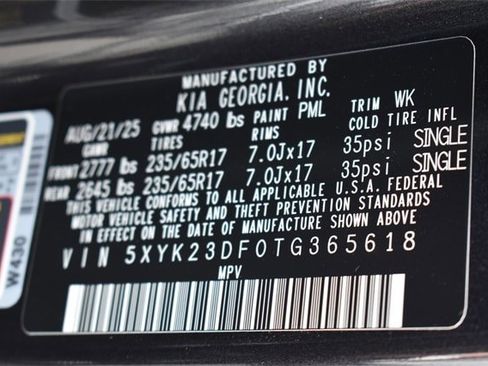 MANUFACTURED BY
KIA GEORGIA, INC.
AUG/21/25 GVWR 4740 lbs PAINT PML TRIM WK
GAWR TIRES RIMS COLD TIRE INFL
FRONT 2777 lbs 235/65R17 7.0Jx17 35psi SINGLE
REAR 2645 lbs 235/65R17 7.0Jx17 35psi SINGLE
THIS VEHICLE CONFORMS TO ALL APPLICABLE U.S.A. FEDERAL
MOTOR VEHICLE SAFETY AND THEFT PREVENTION STANDARDS
IN EFFECT ON THE DATE OF MANUFACTURE SHOWN ABOVE
VIN 5XYK23DF0TG365618
MPV
W430